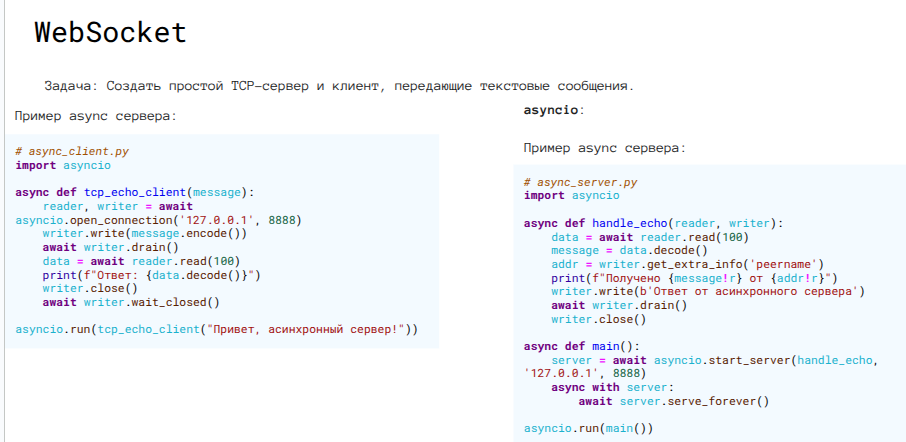 WebSocket
Задача: Создать простой TCP-сервер и клиент, передающие текстовые сообщения.
Пример async сервера:
# async_client.py
import asyncio
async def tcp_echo_client(message):
    reader, writer = await
asyncio.open_connection('127.0.0.1', 8888)
    writer.write(message.encode())
    await writer.drain()
    data = await reader.read(100)
    print(f"Ответ: {data.decode()}")
    writer.close()
    await writer.wait_closed()
asyncio.run(tcp_echo_client("Привет, асинхронный сервер!"))
asyncio:
Пример async сервера:
# async_server.py
import asyncio
async def handle_echo(reader, writer):
    data = await reader.read(100)
    message = data.decode()
    addr = writer.get_extra_info('peername')
    print(f"Получено {message!r} от {addr!r}")
    writer.write(b'Ответ от асинхронного сервера')
    await writer.drain()
    writer.close()
async def main():
    server = await asyncio.start_server(handle_echo,
'127.0.0.1', 8888)
    async with server:
        await server.serve_forever()
asyncio.run(main())